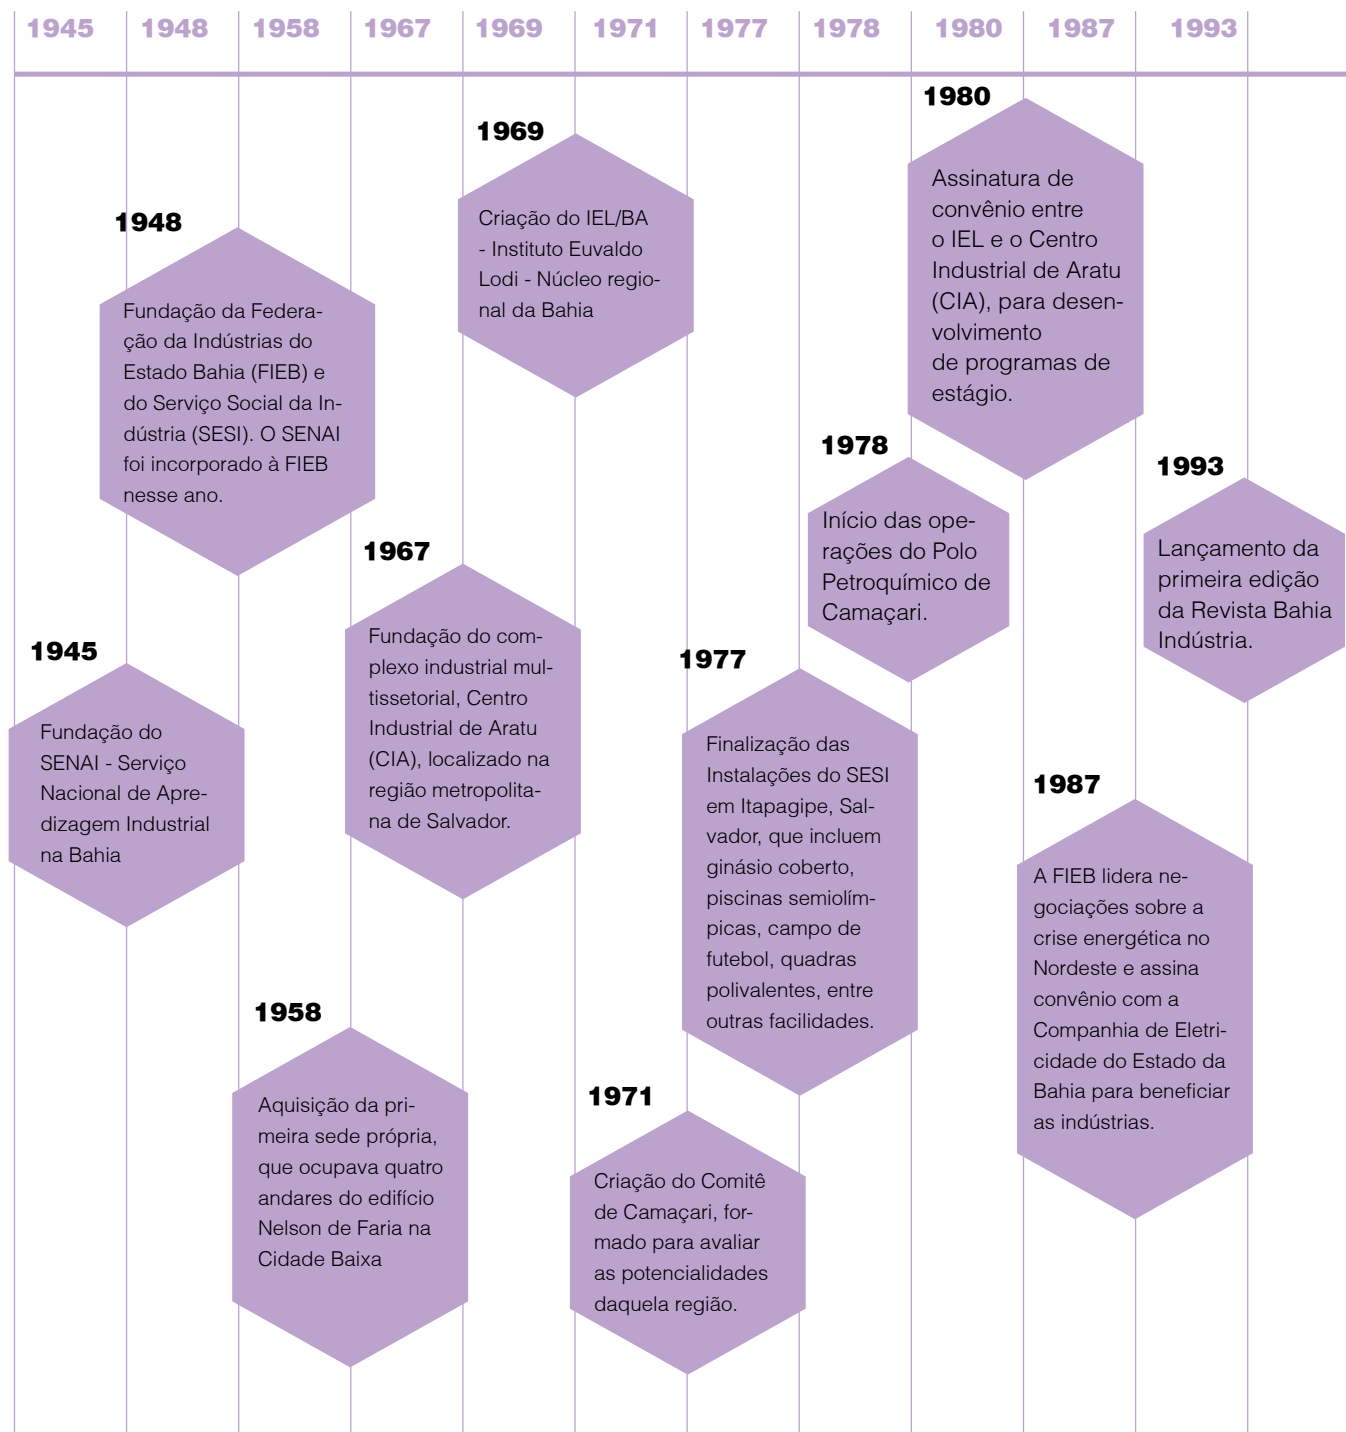 1945 1948 1958 1967 1969 1971 1977 1978 1980 1987 1993
1945
Fundação do
SENAI - Serviço
Nacional de Apre-
dizagem Industrial
na Bahia
1948
Fundação da Federa-
ção da Indústrias do
Estado Bahia (FIEB) e
do Serviço Social da In-
dústria (SESI). O SENAI
foi incorporado à FIEB
nesse ano.
1958
Aquisição da pri-
meira sede própria,
que ocupava quatro
andares do edifício
Nelson de Faria na
Cidade Baixa
1967
Fundação do com-
plexo industrial mul-
tissetorial, Centro
Industrial de Aratu
(CIA), localizado na
região metropolita-
na de Salvador.
1969
Criação do IEL/BA
- Instituto Euvaldo
Lodi - Núcleo regio-
nal da Bahia
1971
Criação do Comitê
de Camaçari, for-
mado para avaliar
as potencialidades
daquela região.
1977
Finalização das
Instalações do SESI
em Itapagipe, Sal-
vador, que incluem
ginásio coberto,
piscinas semiolím-
picas, campo de
futebol, quadras
polivalentes, entre
outras facilidades.
1978
Início das ope-
rações do Polo
Petroquímico de
Camaçari.
1980
Assinatura de
convênio entre
o IEL e o Centro
Industrial de Aratu
(CIA), para desen-
volvimento
de programas de
estágio.
1987
A FIEB lidera ne-
gociações sobre a
crise energética no
Nordeste e assina
convênio com a
Companhia de Eletri-
cidade do Estado da
Bahia para beneficiar
as indústrias.
1993
Lançamento da
primeira edição
da Revista Bahia
Indústria.